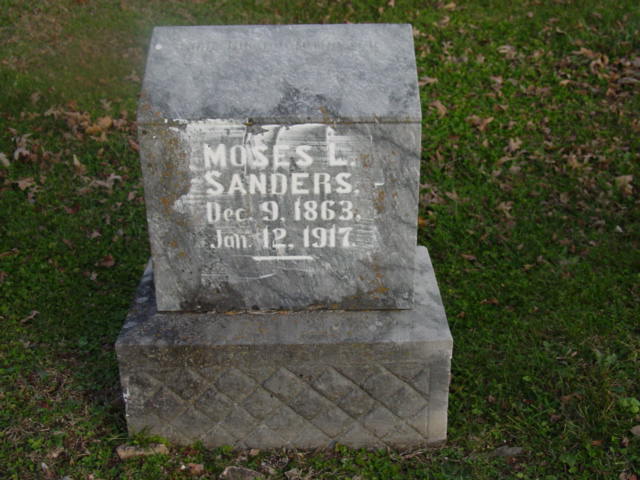 MOSES L.
SANDERS.
Dec. 9, 1863.
Jan. 12, 1917.